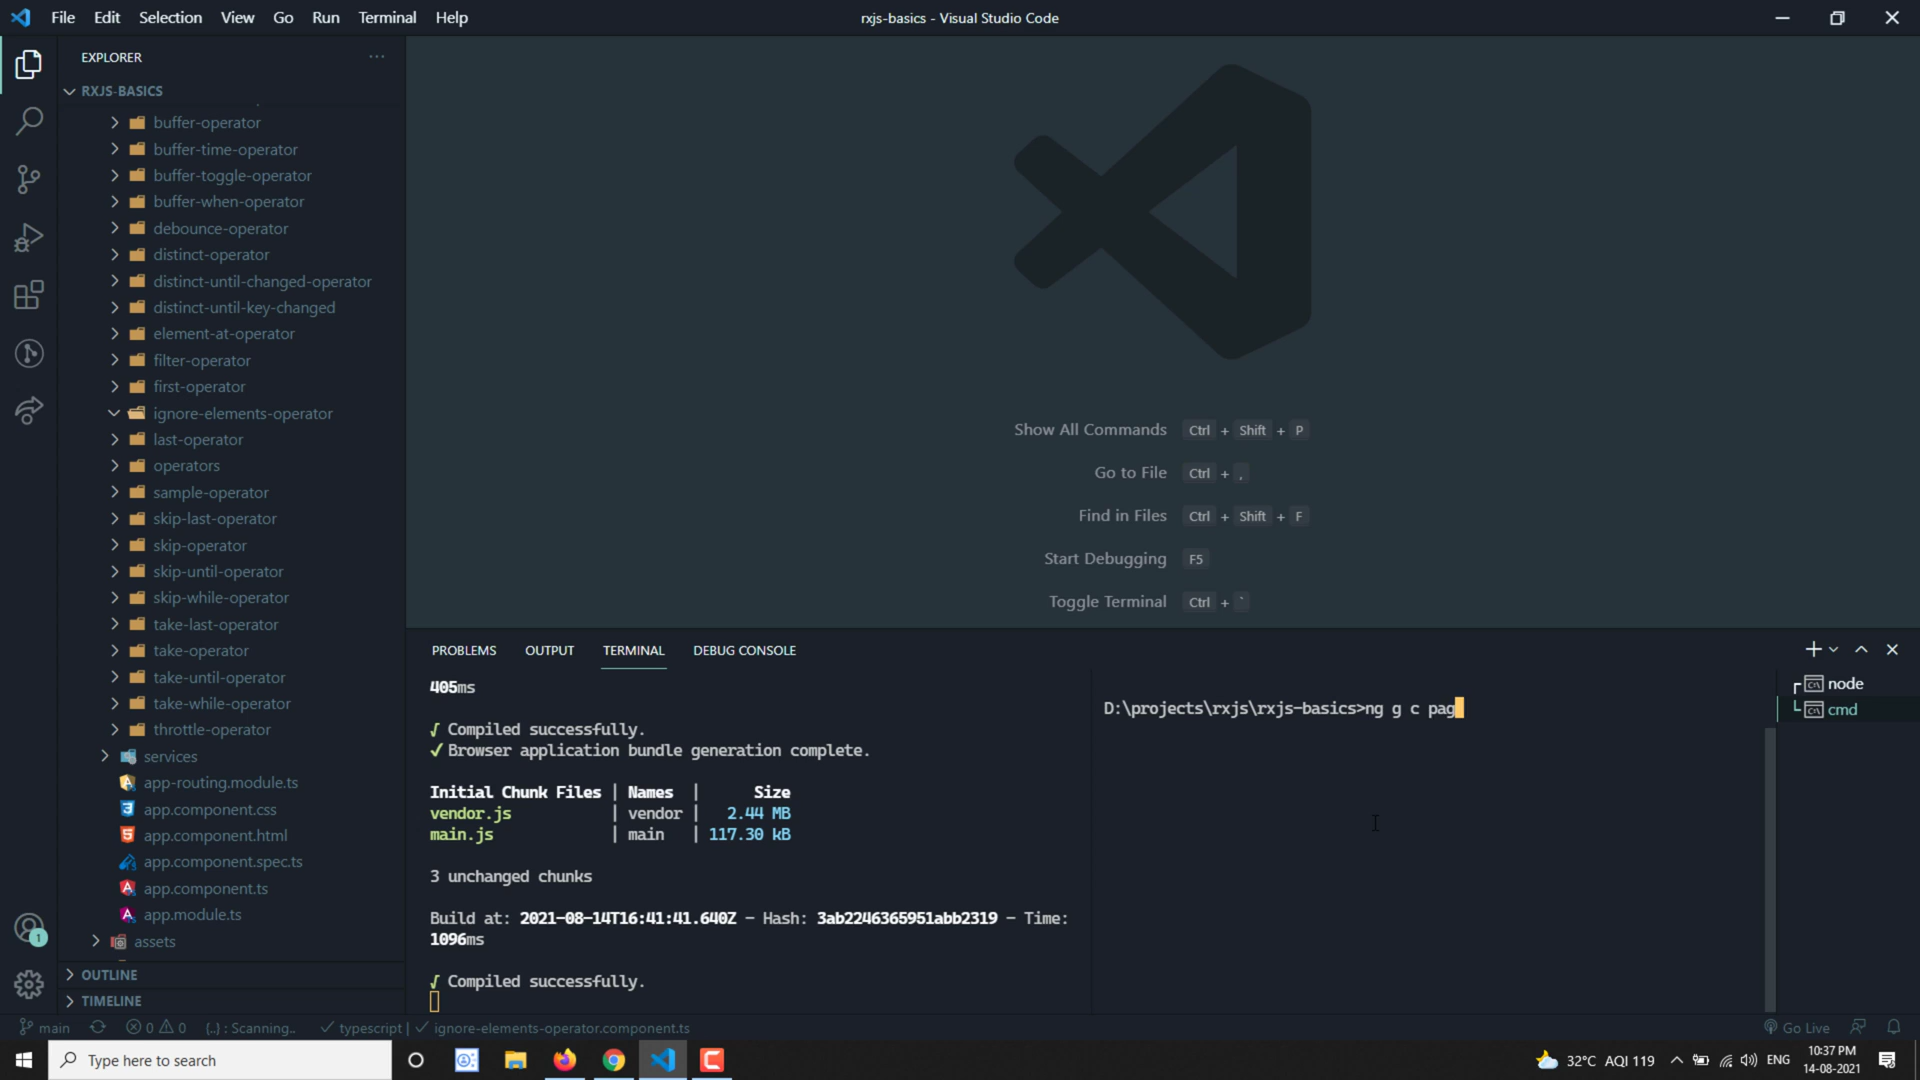 File Edit Selection View Go Run Terminal Help
rxjs-basics - Visual Studio Code
EXPLORER
RXJS-BASICS
buffer-operator
buffer-time-operator
buffer-toggle-operator
buffer-when-operator
debounce-operator
distinct-operator
distinct-until-changed-operator
distinct-until-key-changed
element-at-operator
filter-operator
first-operator
ignore-elements-operator
last-operator
operators
sample-operator
skip-last-operator
skip-operator
skip-until-operator
skip-while-operator
take-last-operator
take-operator
take-until-operator
take-while-operator
throttle-operator
services
app-routing.module.ts
app.component.css
app.component.html
app.component.spec.ts
app.component.ts
app.module.ts
assets
OUTLINE
TIMELINE
Show All Commands Ctrl + Shift + P
Go to File Ctrl + ,
Find in Files Ctrl + Shift + F
Start Debugging F5
Toggle Terminal Ctrl + `
PROBLEMS OUTPUT TERMINAL DEBUG CONSOLE
405ms
√ Compiled successfully.
✓ Browser application bundle generation complete.
Initial Chunk Files | Names | Size
vendor.js | vendor | 2.44 MB
main.js | main | 117.30 kB
3 unchanged chunks
Build at: 2021-08-14T16:41:41.640Z - Hash: 3ab2246365951abb2319 - Time:
1096ms
√ Compiled successfully.
D:\projects\rxjs\rxjs-basics>ng g c pag
node
cmd
1
main 0 0 {..} : Scanning.. ✓ typescript | ✓ ignore-elements-operator.component.ts
Go Live
Type here to search
32°C AQI 119 ENG
10:37 PM
14-08-2021